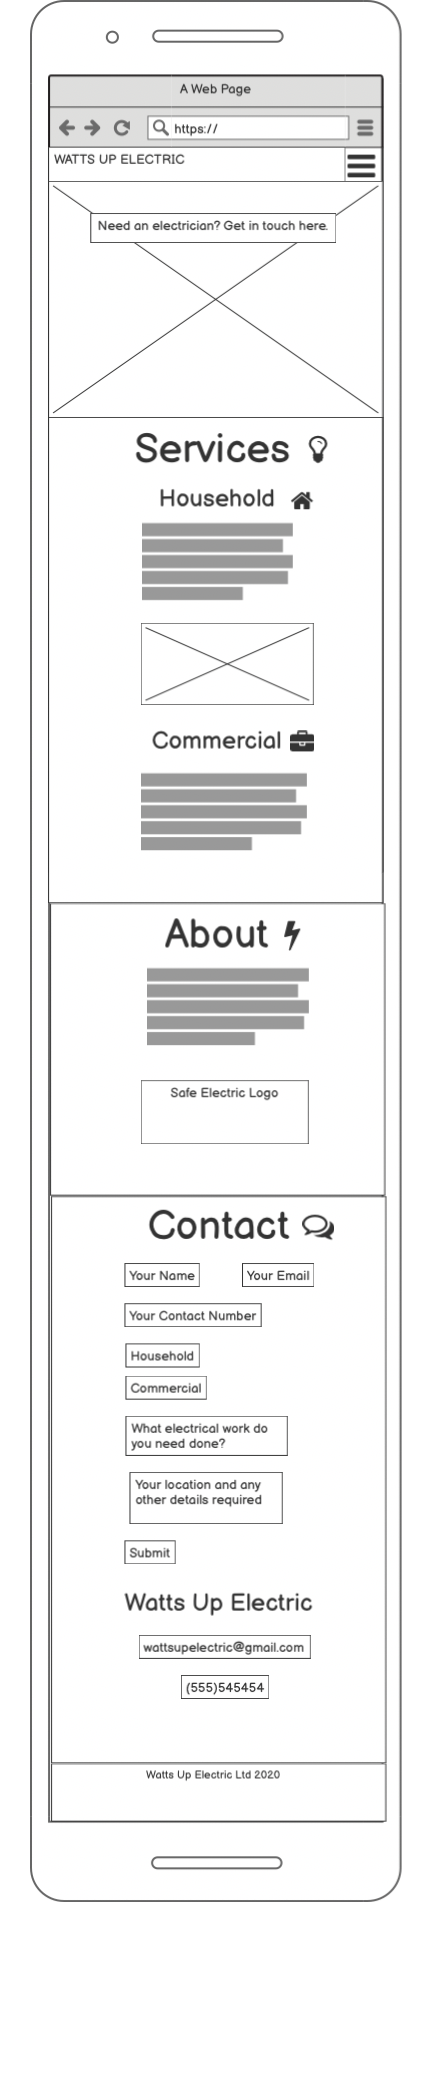 A Web Page
https://
WATTS UP ELECTRIC
Need an electrician? Get in touch here.
Services
Household
Commercial
About
Safe Electric Logo
Contact
Your Name Your Email
Your Contact Number
Household
Commercial
What electrical work do
you need done?
Your location and any
other details required
Submit
Watts Up Electric
wattsupelectric@gmail.com
(555)545454
Watts Up Electric Ltd 2020